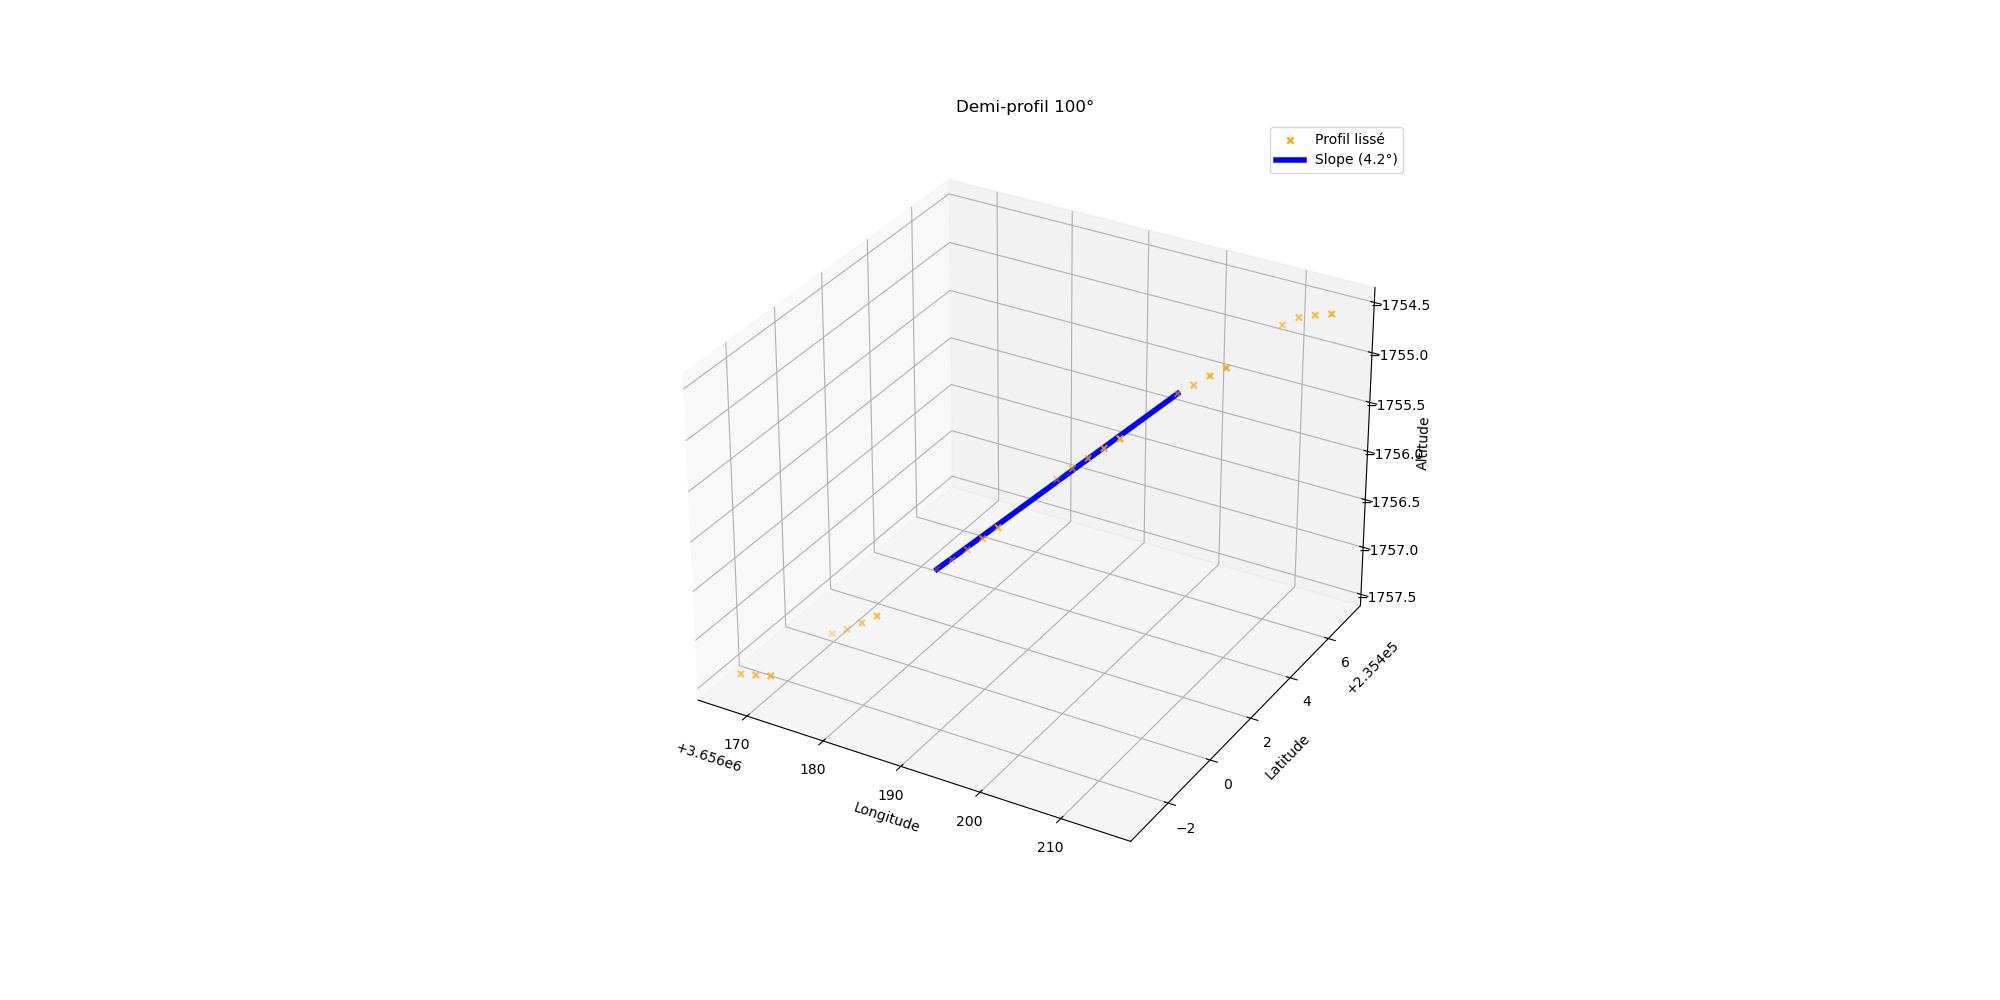 Demi-profil 100°
Profil lissé
Slope (4.2°)
−1754.5
−1755.0
−1755.5
−1756.0
−1756.5
−1757.0
−1757.5
Altitude
6
4
2
0
−2
+2.354e5
Latitude
170
180
190
200
210
+3.656e6
Longitude